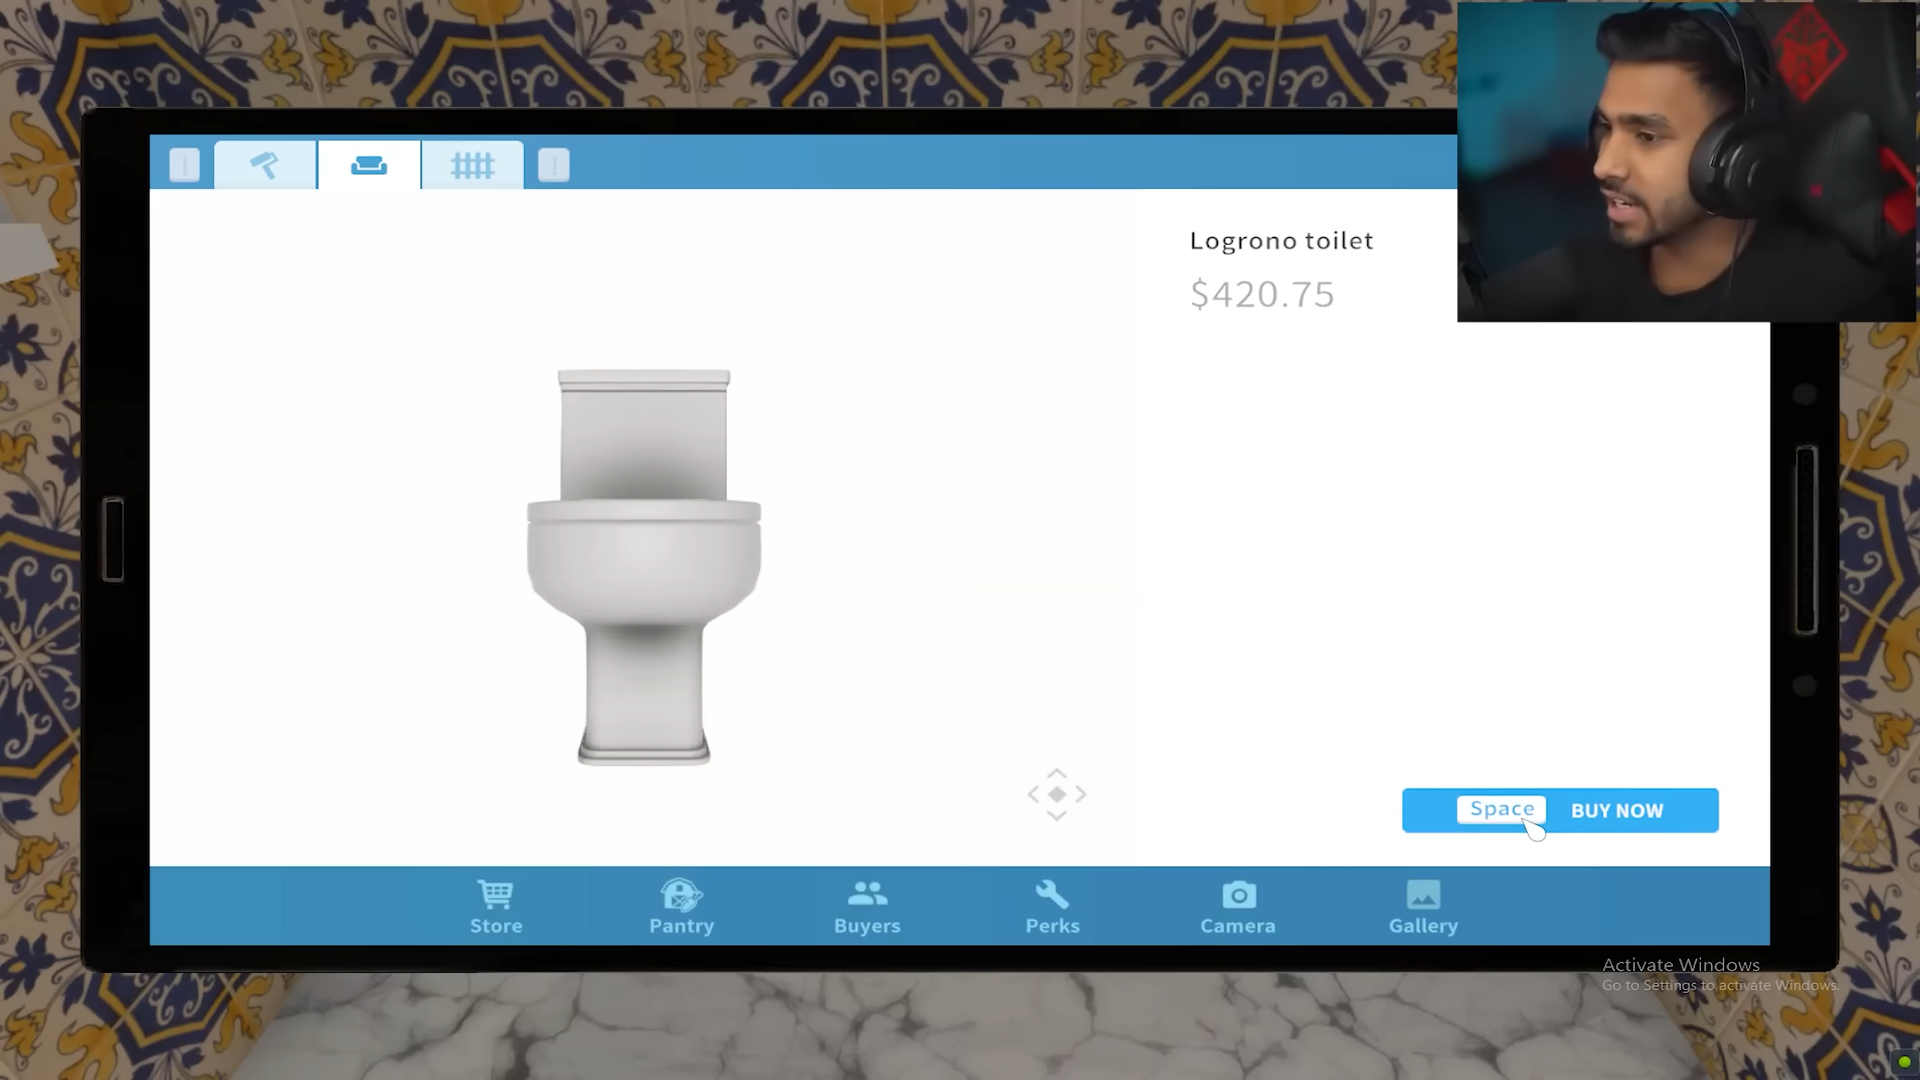 Logrono toilet
$420.75
Space BUY NOW
Store
Pantry
Buyers
Perks
Camera
Gallery
Activate Windows
Go to Settings to activate Windows.